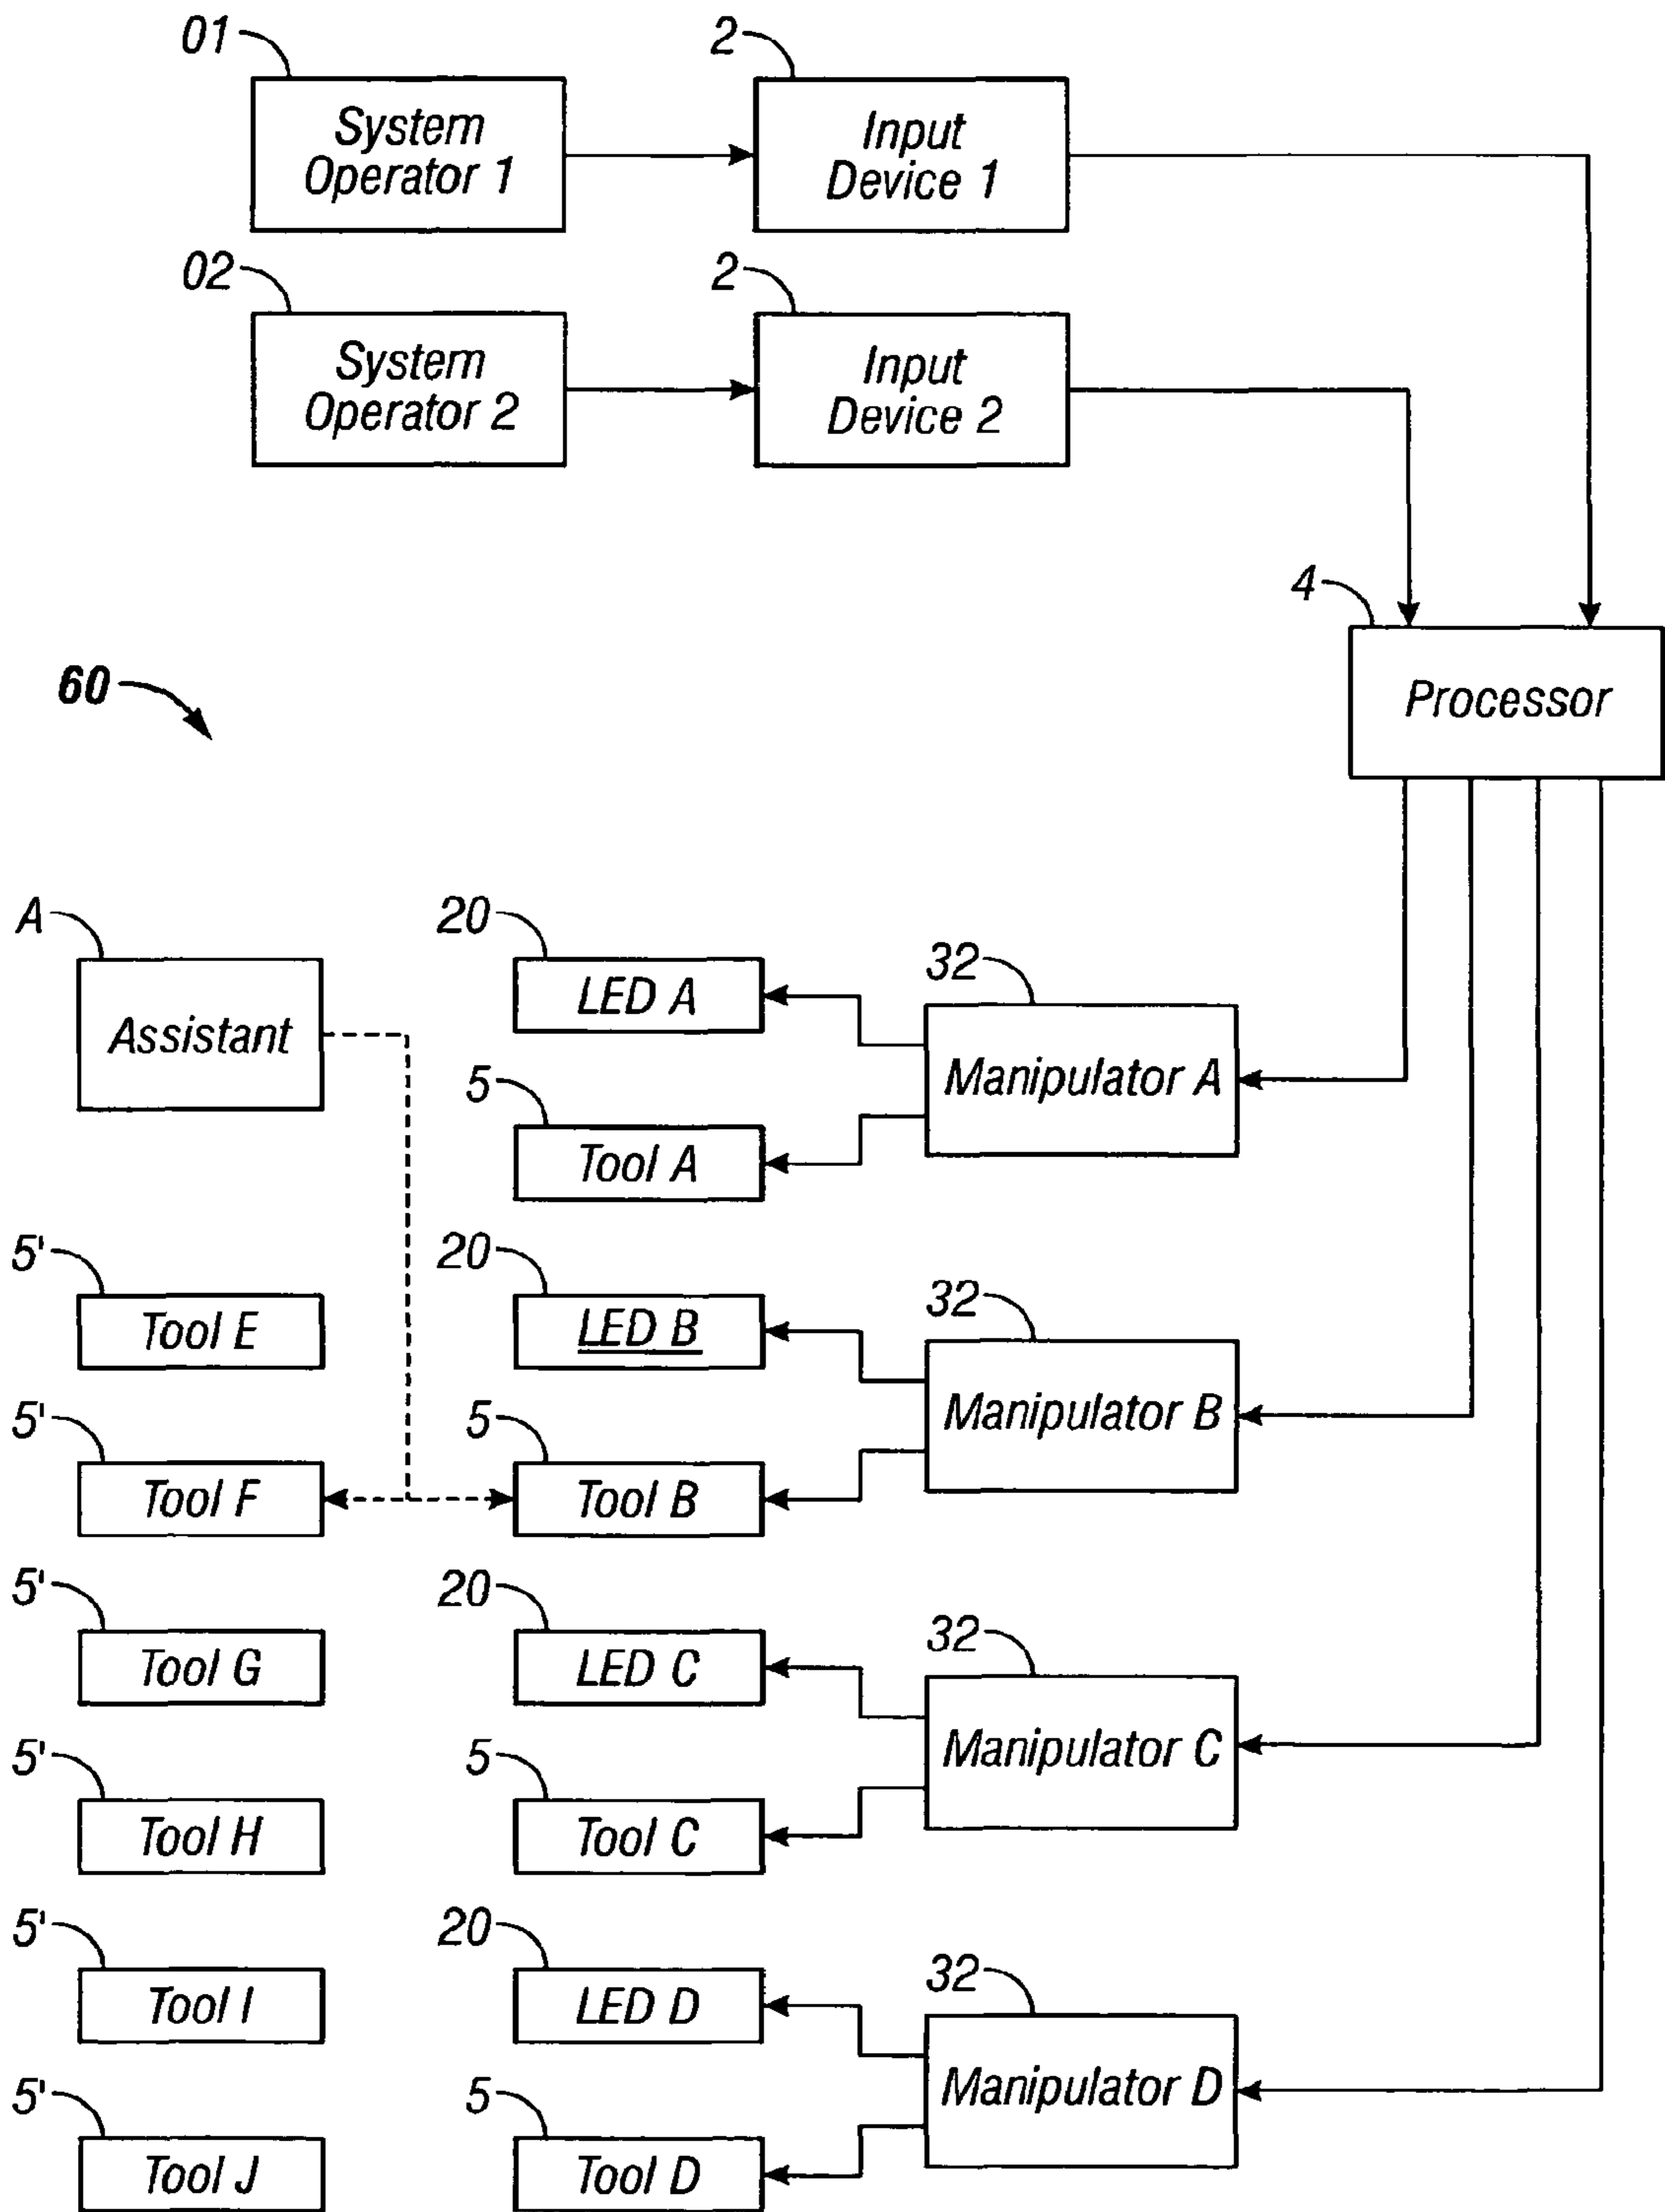 01
2
System
Operator 1
Input
Device 1
02
2
System
Operator 2
Input
Device 2
4
Processor
60
A
20
32
Assistant
LED A
Manipulator A
5
Tool A
5'
20
32
Tool E
LED B
Manipulator B
5'
5
Tool F
Tool B
5'
20
32
Tool G
LED C
Manipulator C
5'
5
Tool H
Tool C
5'
20
32
Tool I
LED D
Manipulator D
5'
5
Tool J
Tool D